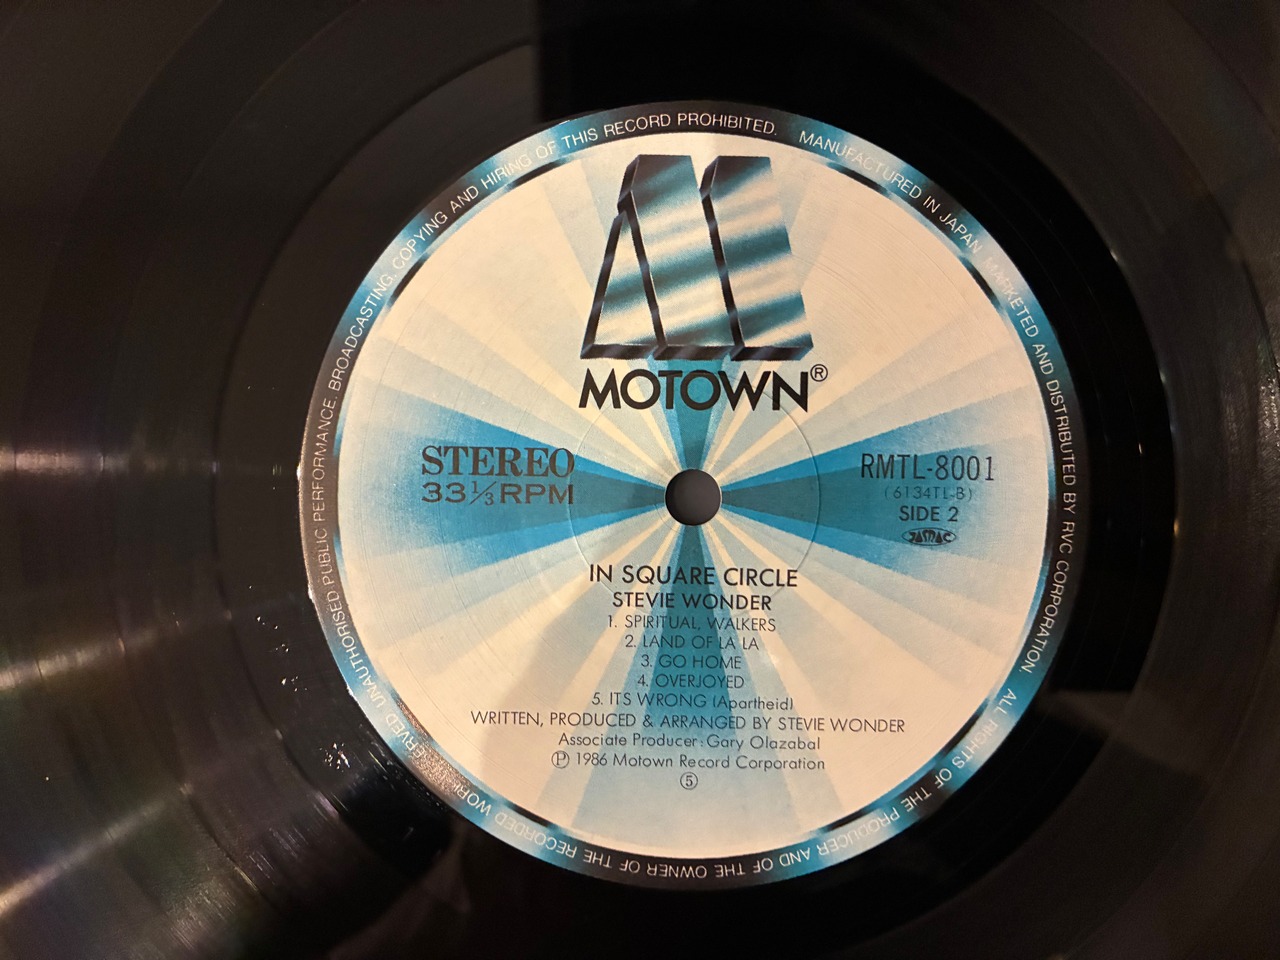 UNAUTHORISED PUBLIC PERFORMANCE. BROADCASTING. COPYING AND HIRING OF THIS RECORD PROHIBITED. MANUFACTURED IN JAPAN MARKETED AND DISTRIBUTED BY RVC CORPORATION. ALL RIGHTS OF THE PRODUCER AND OF THE OWNER OF THE RECORDED WORK RESERVED
MOTOWN®
STEREO
33 1/3 RPM
RMTL-8001
(6134TL-B)
SIDE 2
JASRAC
IN SQUARE CIRCLE
STEVIE WONDER
1. SPIRITUAL, WALKERS
2. LAND OF LA LA
3. GO HOME
4. OVERJOYED
5. ITS WRONG (Apartheid)
WRITTEN, PRODUCED & ARRANGED BY STEVIE WONDER
Associate Producer: Gary Olazabal
Ⓟ 1986 Motown Record Corporation
⑤